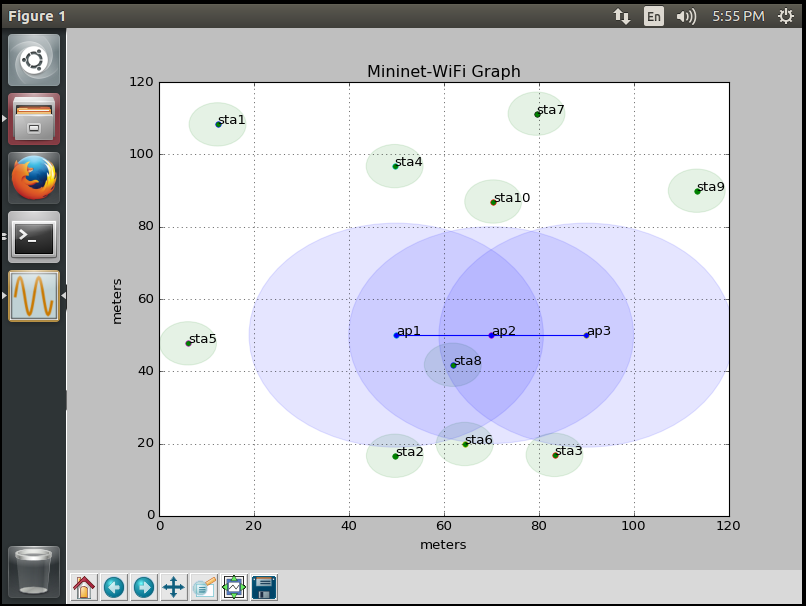 Figure 1
En
5:55 PM
Mininet-WiFi Graph
120
100
80
60
40
20
0
meters
sta1
sta7
sta4
sta10
sta9
ap1
ap2
ap3
sta5
sta8
sta2
sta6
sta3
0 20 40 60 80 100 120
meters